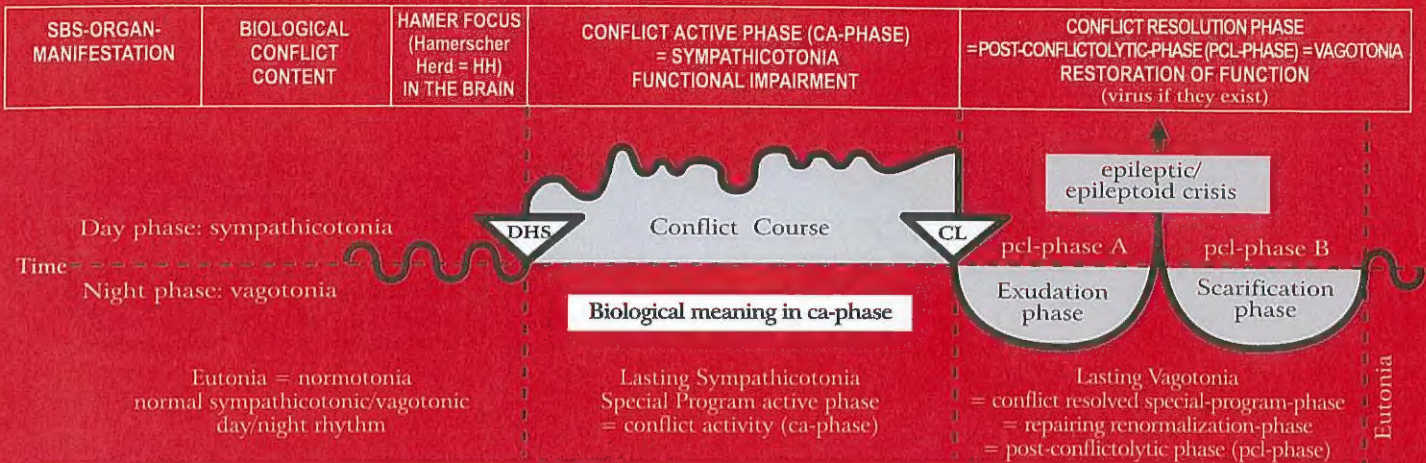 SBS-ORGAN-
MANIFESTATION
BIOLOGICAL
CONFLICT
CONTENT
HAMER FOCUS
(Hamerscher
Herd = HH)
IN THE BRAIN
CONFLICT ACTIVE PHASE (CA-PHASE)
= SYMPATHICOTONIA
FUNCTIONAL IMPAIRMENT
CONFLICT RESOLUTION PHASE
=POST-CONFLICTOLYTIC-PHASE (PCL-PHASE) =VAGOTONIA
RESTORATION OF FUNCTION
(virus if they exist)
epileptic/
epileptoid crisis
Day phase: sympathicotonia
DHS
Conflict Course
CL
pcl-phase A
pcl-phase B
Time
Night phase: vagotonia
Exudation
phase
Scarification
phase
Biological meaning in ca-phase
Eutonia = normotonia
normal sympathicotonic/vagotonic
day/night rhythm
Lasting Sympathicotonia
Special Program active phase
= conflict activity (ca-phase)
Lasting Vagotonia
= conflict resolved special-program-phase
= repairing renormalization-phase
= post-conflictolytic phase (pcl-phase)
Eutonia